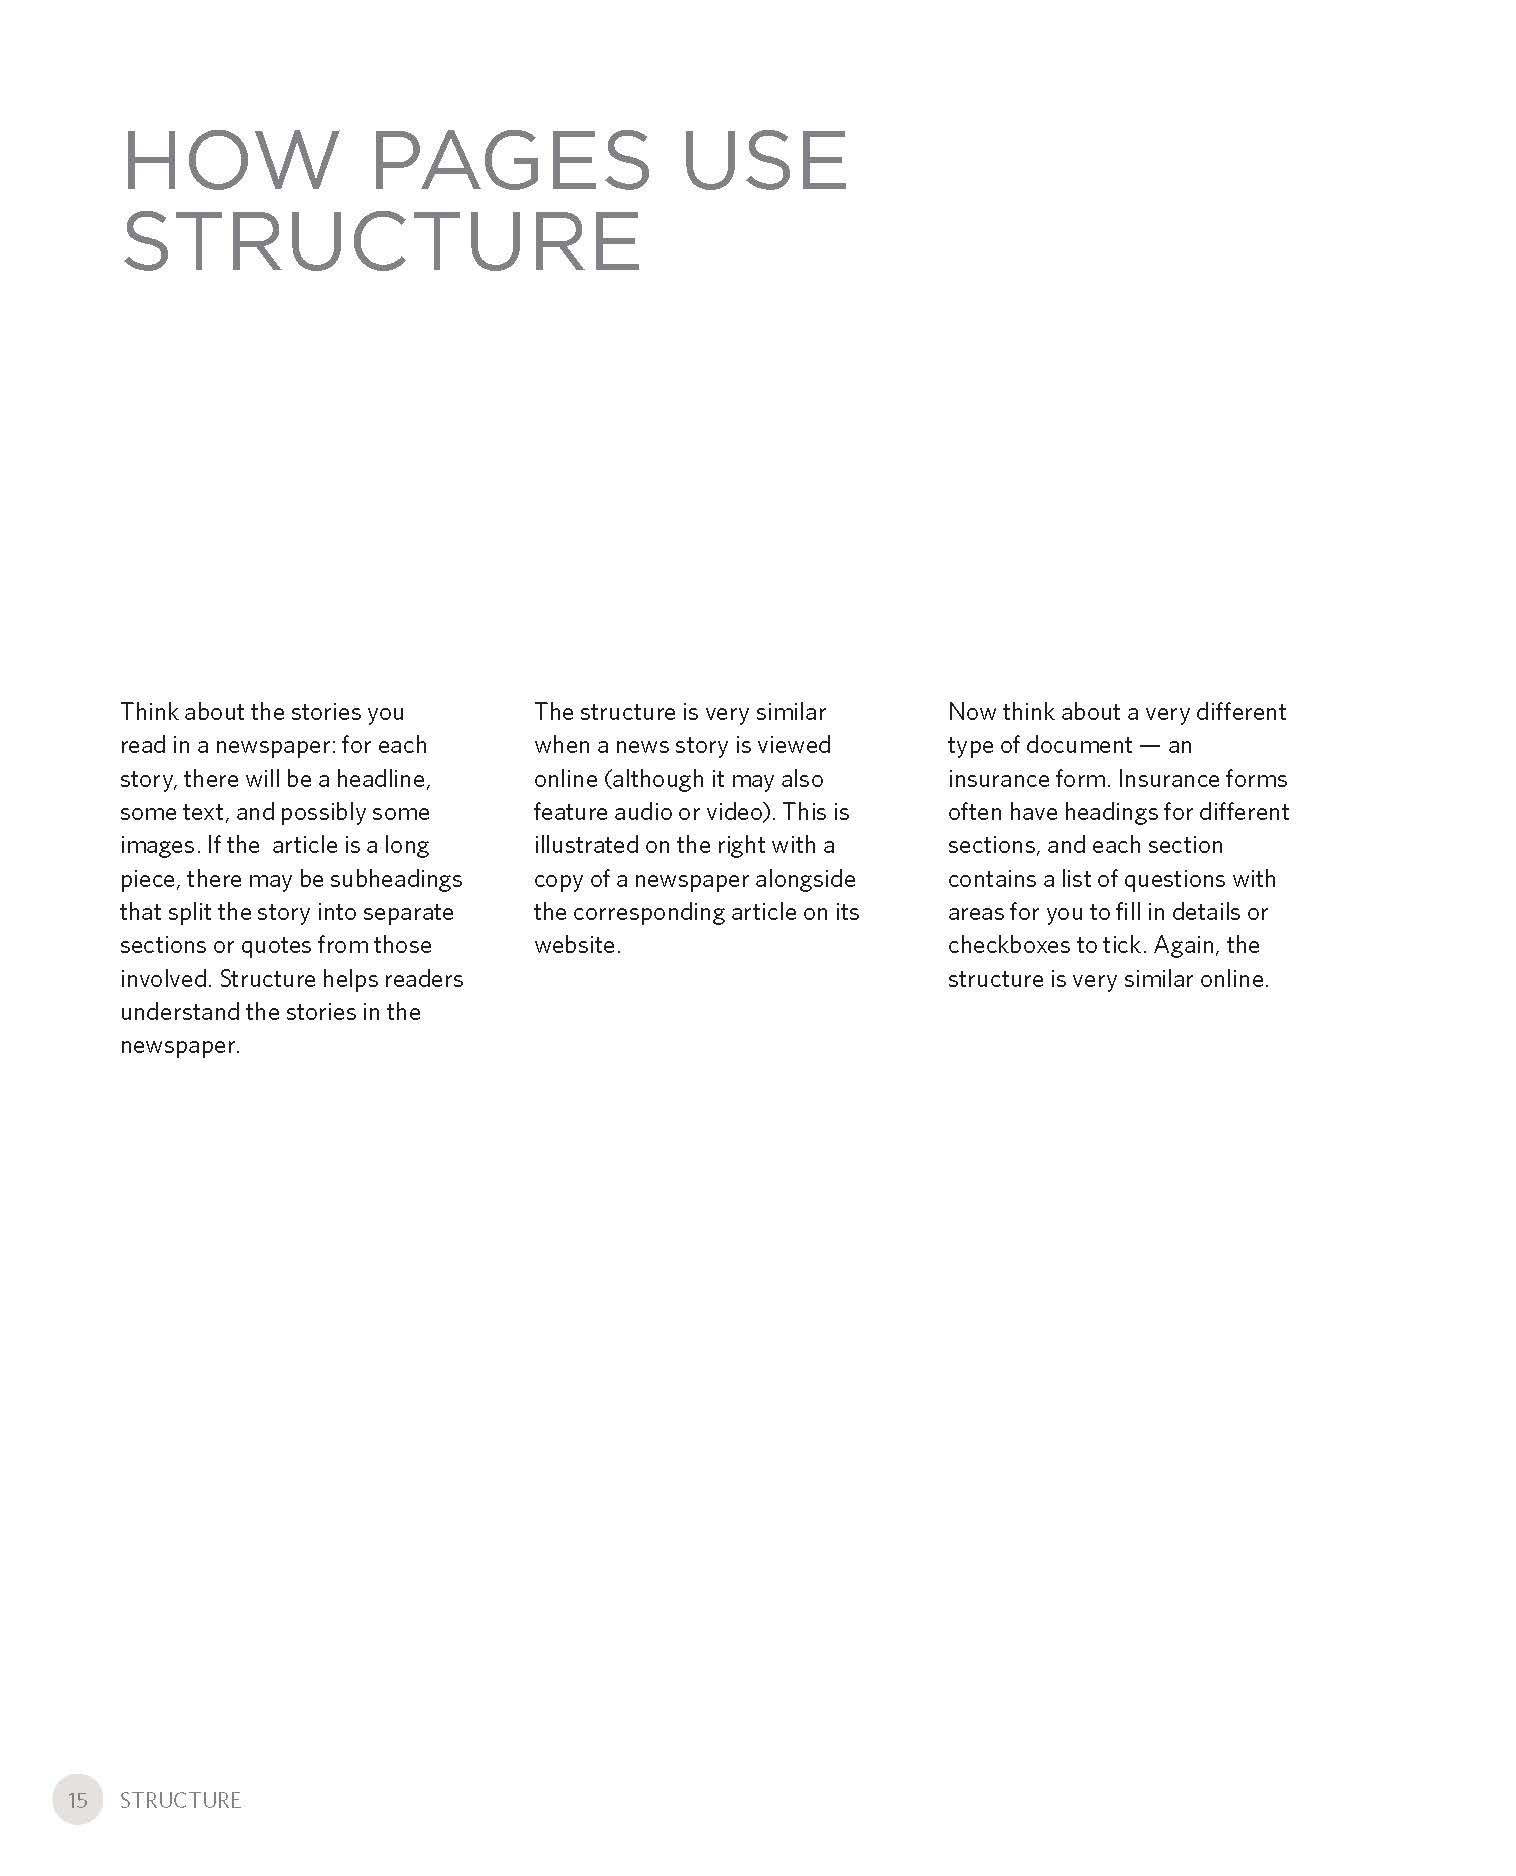 HOW PAGES USE
STRUCTURE
Think about the stories you
read in a newspaper: for each
story, there will be a headline,
some text, and possibly some
images. If the  article is a long
piece, there may be subheadings
that split the story into separate
sections or quotes from those
involved. Structure helps readers
understand the stories in the
newspaper.
The structure is very similar
when a news story is viewed
online (although it may also
feature audio or video). This is
illustrated on the right with a
copy of a newspaper alongside
the corresponding article on its
website.
Now think about a very different
type of document — an
insurance form. Insurance forms
often have headings for different
sections, and each section
contains a list of questions with
areas for you to fill in details or
checkboxes to tick. Again, the
structure is very similar online.
15 STRUCTURE